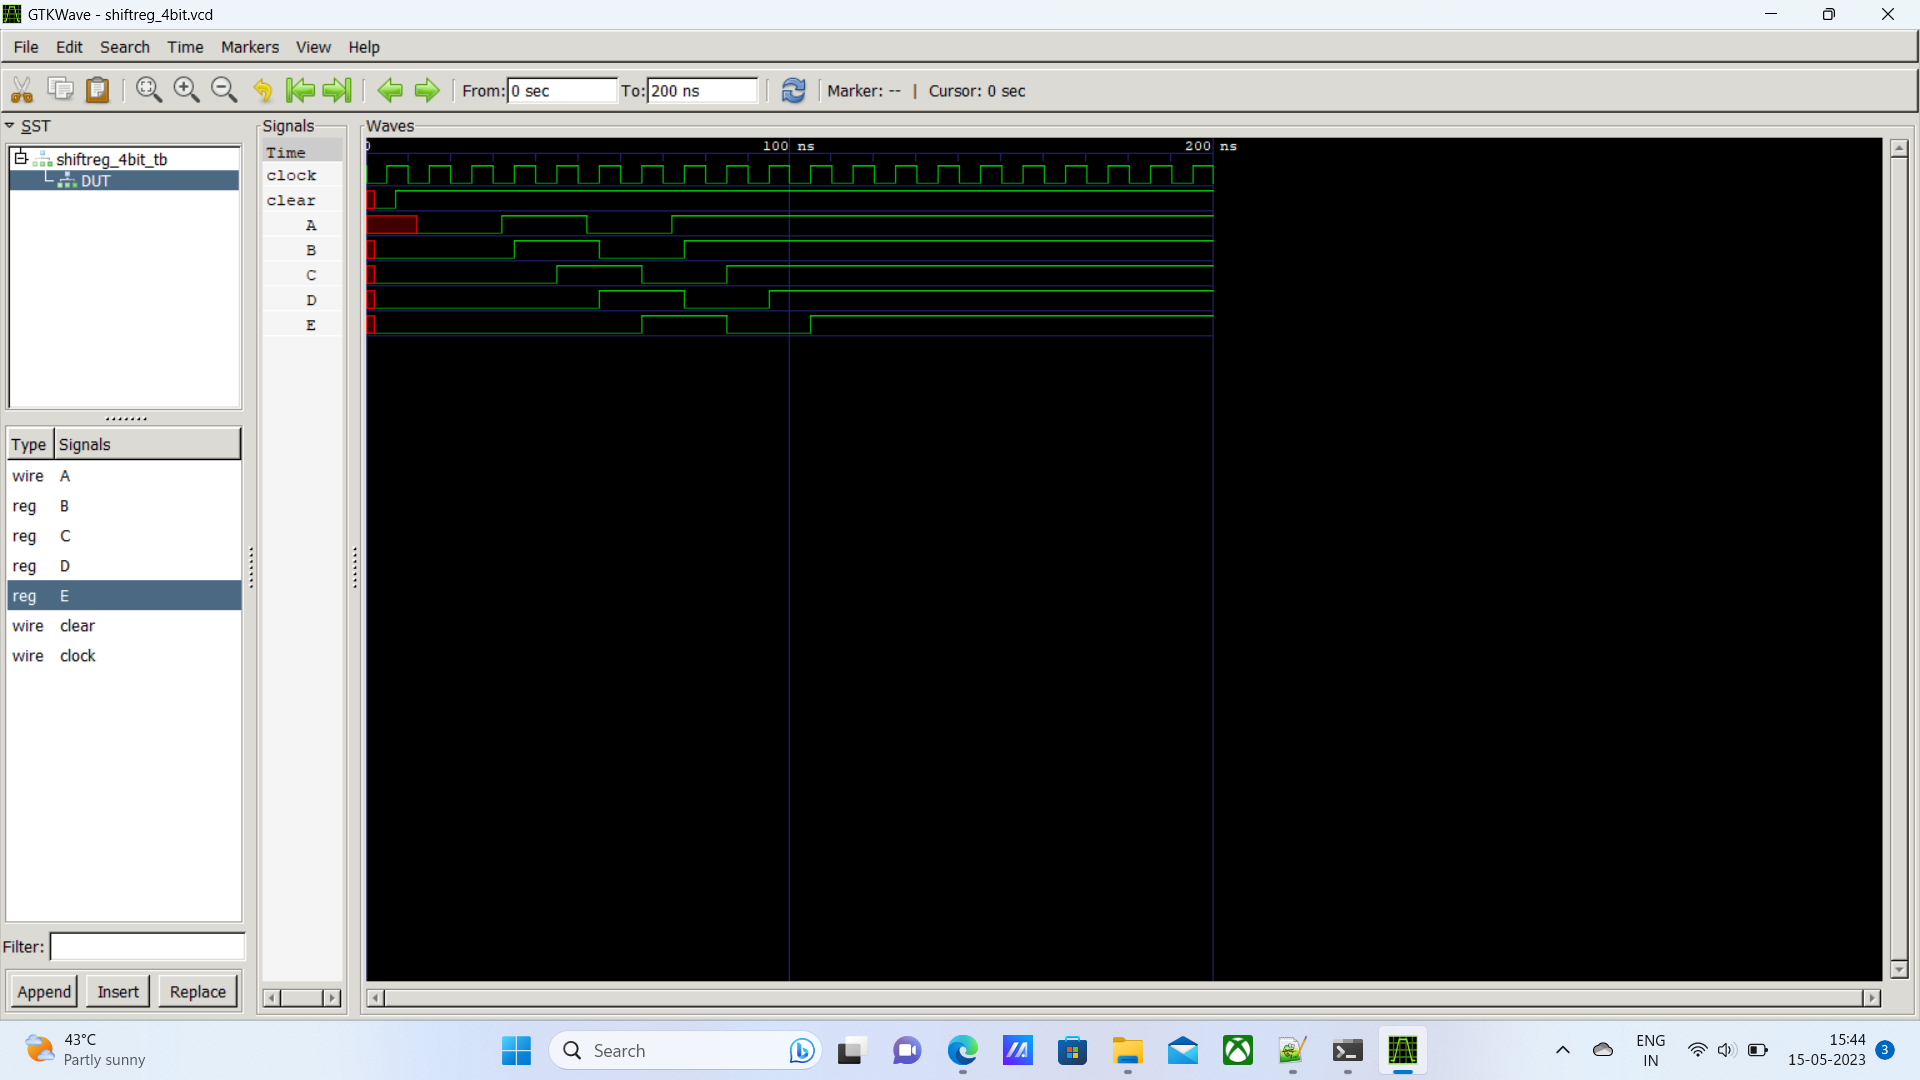 GTKWave - shiftreg_4bit.vcd
File Edit Search Time Markers View Help
From: 0 sec To: 200 ns Marker: -- | Cursor: 0 sec
SST
shiftreg_4bit_tb
DUT
Type Signals
wire A
reg B
reg C
reg D
reg E
wire clear
wire clock
Filter:
Append Insert Replace
Signals
Time
clock
clear
A
B
C
D
E
Waves
0 100 ns 200 ns
43°C
Partly sunny
Search
ENG
IN
15:44
15-05-2023
3